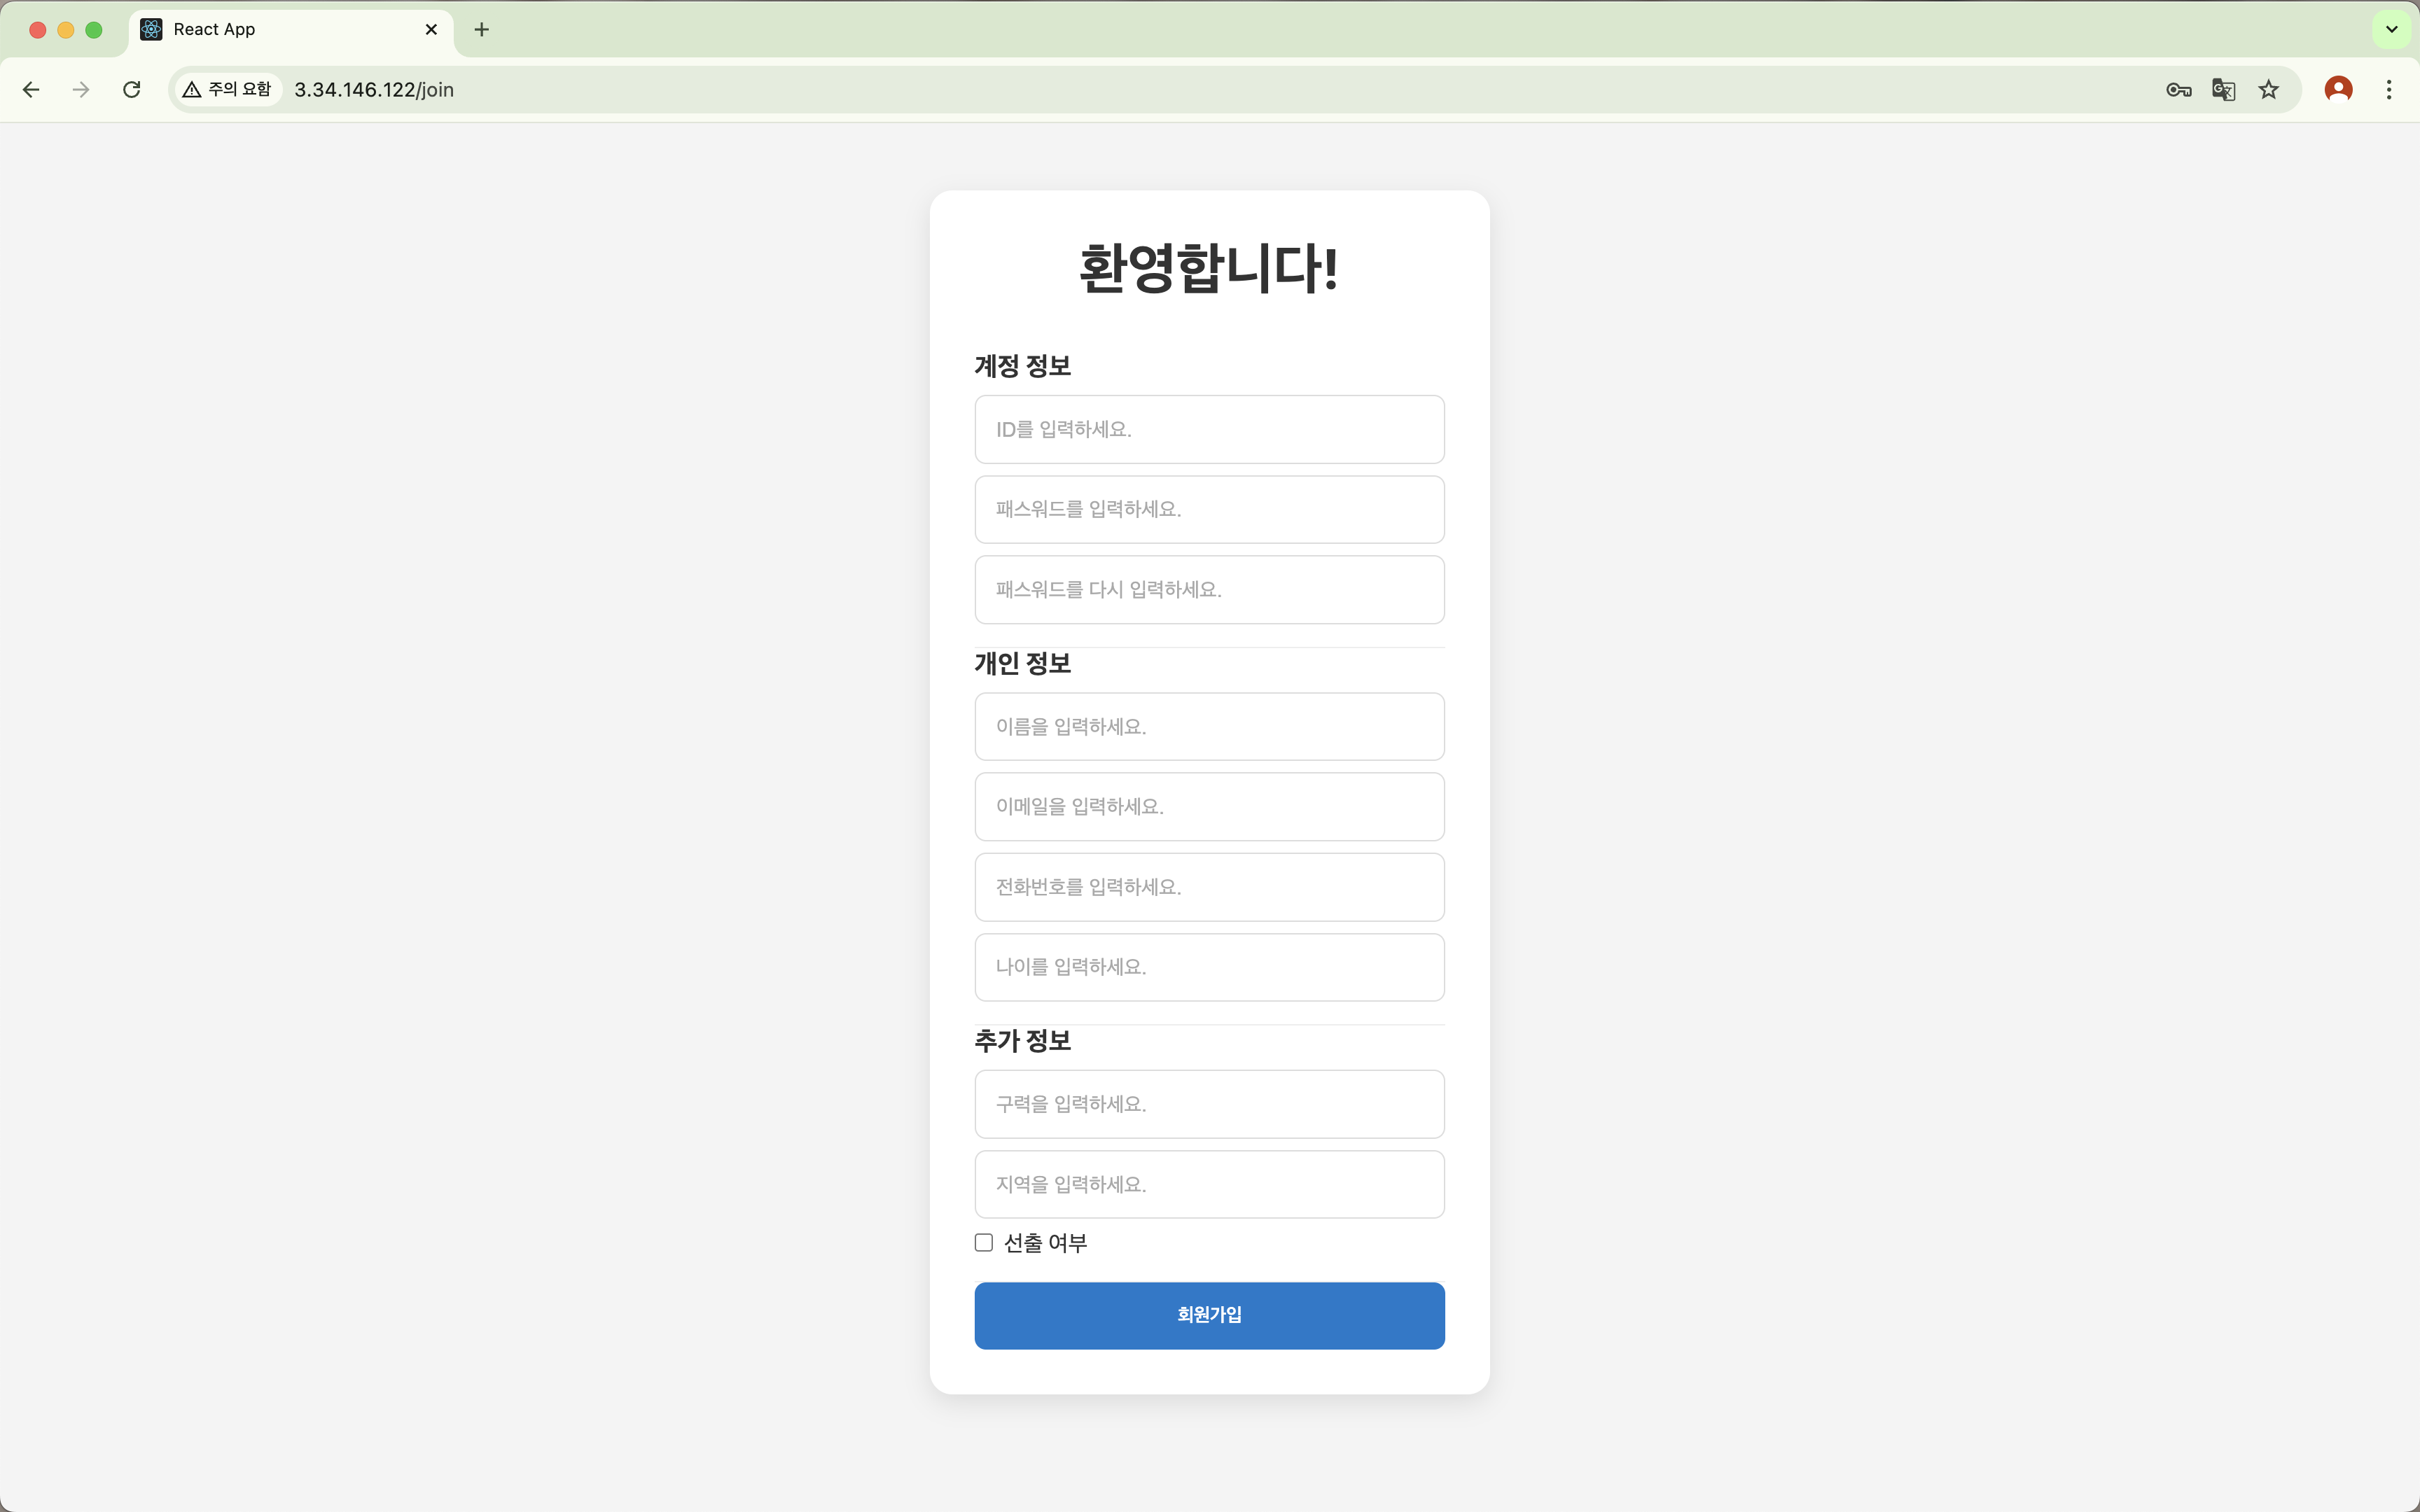 React App
주의 요함
3.34.146.122/join
환영합니다!
계정 정보
ID를 입력하세요.
패스워드를 입력하세요.
패스워드를 다시 입력하세요.
개인 정보
이름을 입력하세요.
이메일을 입력하세요.
전화번호를 입력하세요.
나이를 입력하세요.
추가 정보
구력을 입력하세요.
지역을 입력하세요.
선출 여부
회원가입